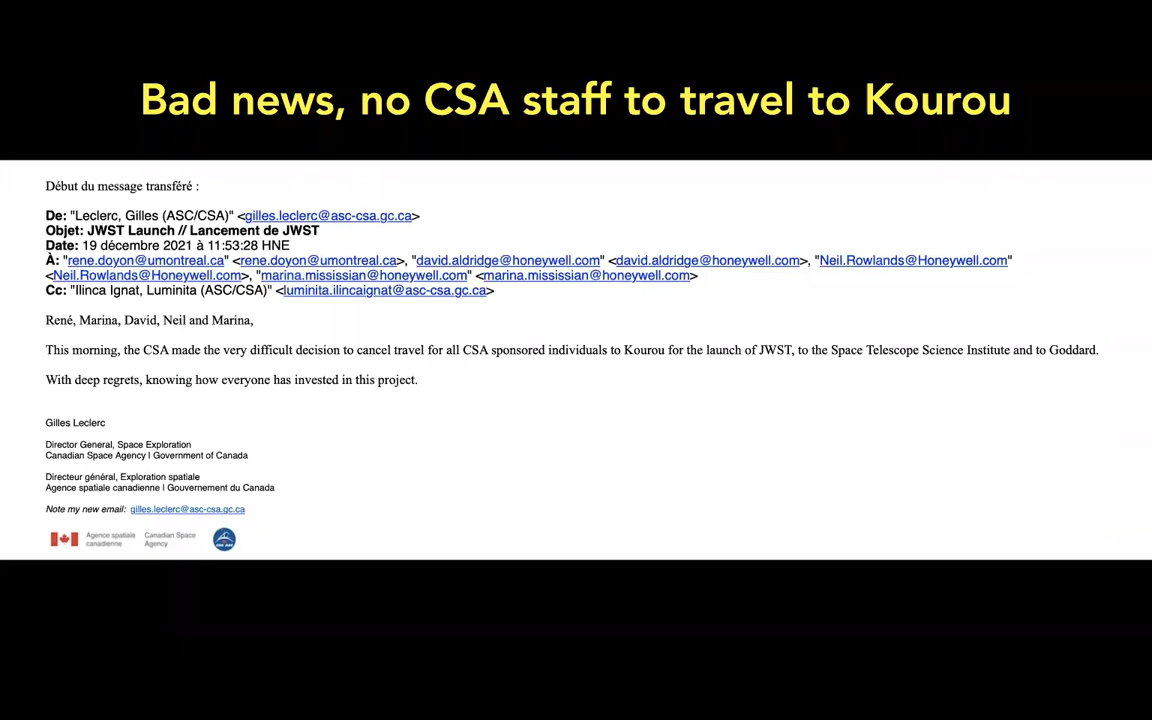 Bad news, no CSA staff to travel to Kourou
Début du message transféré :
De: "Leclerc, Gilles (ASC/CSA)" <gilles.leclerc@asc-csa.gc.ca>
Objet: JWST Launch // Lancement de JWST
Date: 19 décembre 2021 à 11:53:28 HNE
À: "rene.doyon@umontreal.ca" <rene.doyon@umontreal.ca>, "david.aldridge@honeywell.com" <david.aldridge@honeywell.com>, "Neil.Rowlands@Honeywell.com"
<Neil.Rowlands@Honeywell.com>, "marina.mississian@honeywell.com" <marina.mississian@honeywell.com>
Cc: "Ilinca Ignat, Luminita (ASC/CSA)" <luminita.ilincaignat@asc-csa.gc.ca>
René, Marina, David, Neil and Marina,
This morning, the CSA made the very difficult decision to cancel travel for all CSA sponsored individuals to Kourou for the launch of JWST, to the Space Telescope Science Institute and to Goddard.
With deep regrets, knowing how everyone has invested in this project.
Gilles Leclerc
Director General, Space Exploration
Canadian Space Agency | Government of Canada
Directeur général, Exploration spatiale
Agence spatiale canadienne | Gouvernement du Canada
Note my new email: gilles.leclerc@asc-csa.gc.ca
Agence spatiale Canadian Space
canadienne Agency